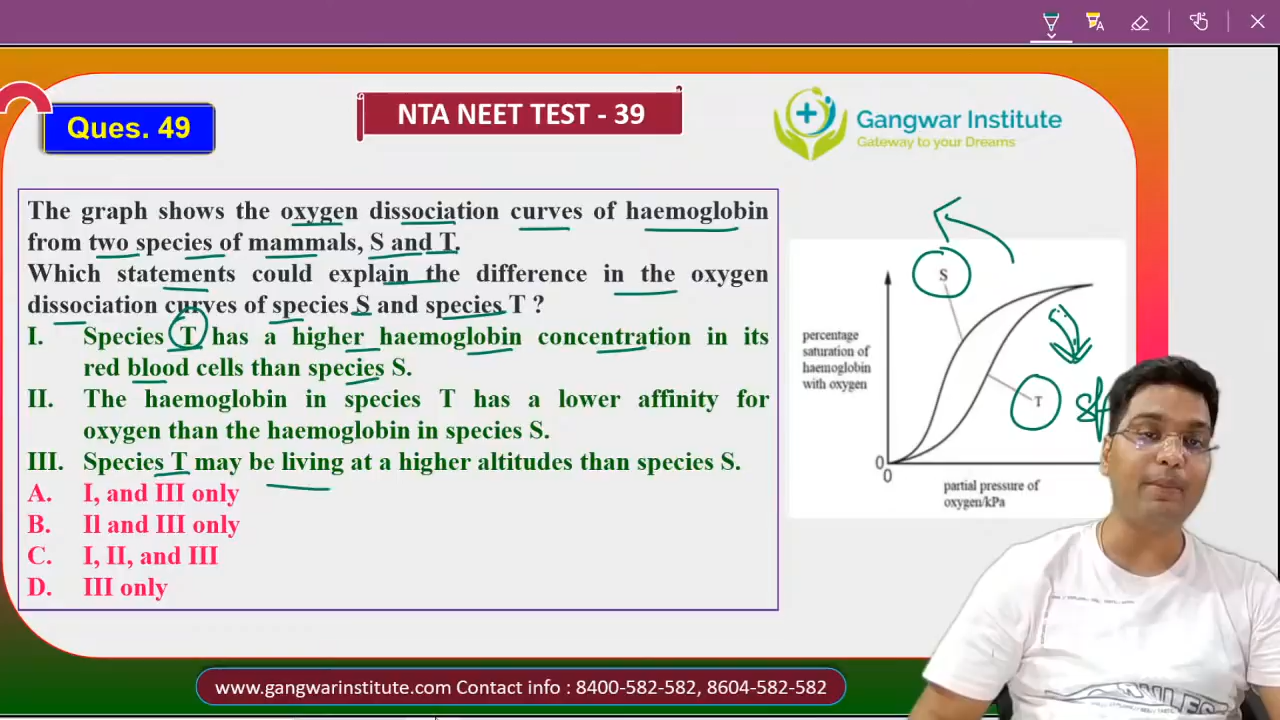 Ques. 49
NTA NEET TEST - 39
Gangwar Institute
Gateway to your Dreams
The graph shows the oxygen dissociation curves of haemoglobin
from two species of mammals, S and T.
Which statements could explain the difference in the oxygen
dissociation curves of species S and species T ?
I. Species T has a higher haemoglobin concentration in its
red blood cells than species S.
II. The haemoglobin in species T has a lower affinity for
oxygen than the haemoglobin in species S.
III. Species T may be living at a higher altitudes than species S.
A. I, and III only
B. Il and III only
C. I, II, and III
D. III only
S
percentage
saturation of
haemoglobin
with oxygen
T
0
0
partial pressure of
oxygen/kPa
www.gangwarinstitute.com Contact info : 8400-582-582, 8604-582-582